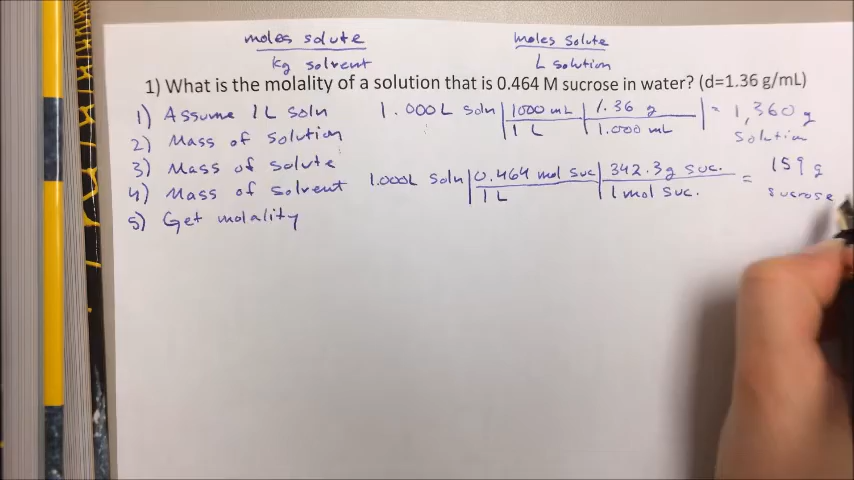 moles solute moles solute
kg solvent L solution
1) What is the molality of a solution that is 0.464 M sucrose in water? (d=1.36 g/mL)
1) Assume 1L soln 1.000L soln | 1000 mL | 1.36 g | = 1,360 g
1 L 1.000 mL solution
2) Mass of solution
3) Mass of solute
4) Mass of solvent 1.000L soln | 0.464 mol suc | 342.3g suc. = 159 g
1 L 1 mol suc. sucrose
5) Get molality